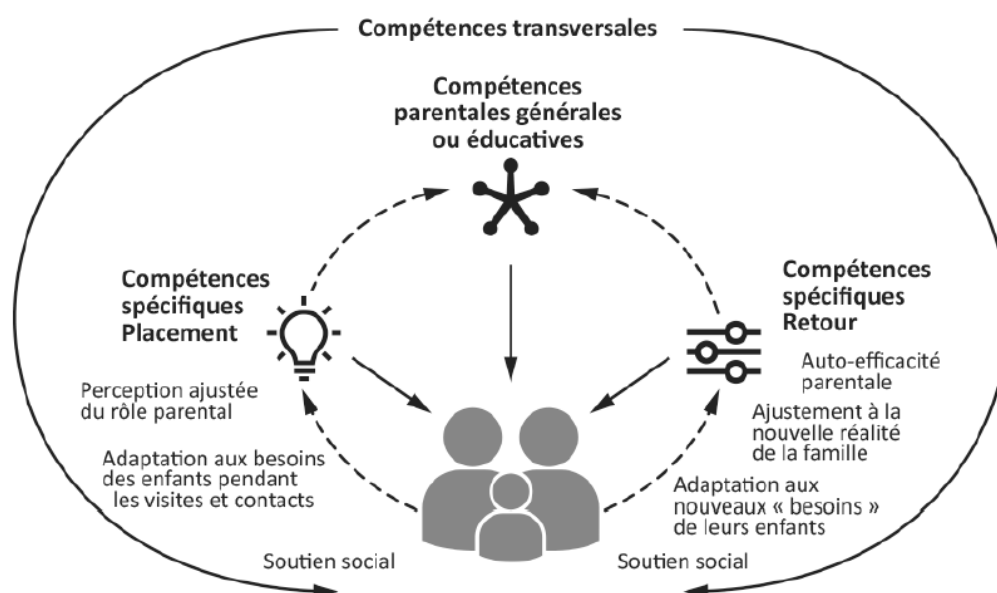 Compétences transversales
Compétences
parentales générales
ou éducatives
Compétences
spécifiques
Placement
Perception ajustée
du rôle parental
Adaptation aux besoins
des enfants pendant
les visites et contacts
Soutien social
Compétences
spécifiques
Retour
Auto-efficacité
parentale
Ajustement à la
nouvelle réalité
de la famille
Adaptation aux
nouveaux « besoins »
de leurs enfants
Soutien social